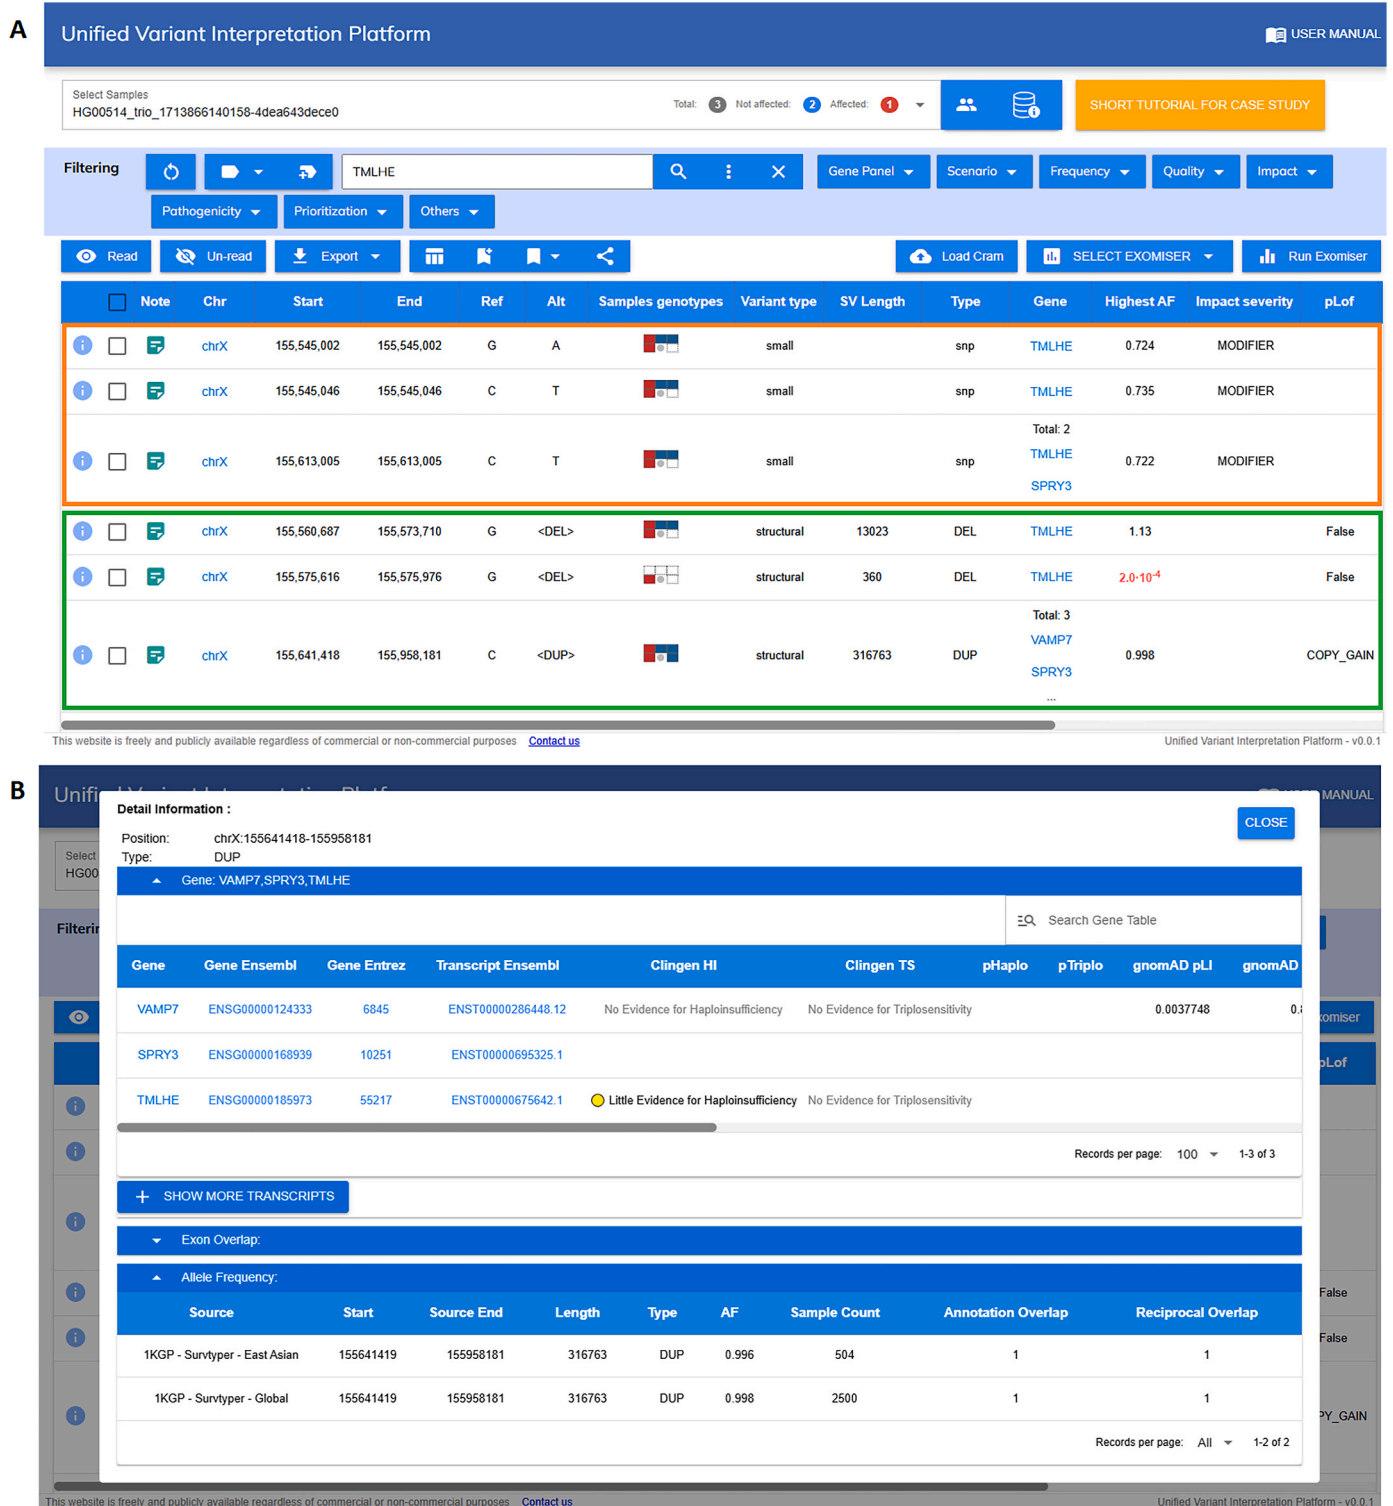 A
Unified Variant Interpretation Platform
USER MANUAL
Select Samples
HG00514_trio_1713866140158-4dea643dece0
Total: 3 Not affected: 2 Affected: 1
SHORT TUTORIAL FOR CASE STUDY
Filtering
TMLHE
Gene Panel
Scenario
Frequency
Quality
Impact
Pathogenicity
Prioritization
Others
Read
Un-read
Export
Load Cram
SELECT EXOMISER
Run Exomiser
Note Chr Start End Ref Alt Samples genotypes Variant type SV Length Type Gene Highest AF Impact severity pLof
chrX 155,545,002 155,545,002 G A small snp TMLHE 0.724 MODIFIER
chrX 155,545,046 155,545,046 C T small snp TMLHE 0.735 MODIFIER
Total: 2
chrX 155,613,005 155,613,005 C T small snp TMLHE 0.722 MODIFIER
SPRY3
chrX 155,560,687 155,573,710 G <DEL> structural 13023 DEL TMLHE 1.13 False
chrX 155,575,616 155,575,976 G <DEL> structural 360 DEL TMLHE 2.0·10-4 False
Total: 3
VAMP7
chrX 155,641,418 155,958,181 C <DUP> structural 316763 DUP 0.998 COPY_GAIN
SPRY3
...
This website is freely and publicly available regardless of commercial or non-commercial purposes Contact us
Unified Variant Interpretation Platform - v0.0.1
B
Unifi
MANUAL
Select
HG00
Filterin
Detail Information :
CLOSE
Position: chrX:155641418-155958181
Type: DUP
Gene: VAMP7,SPRY3,TMLHE
Search Gene Table
Gene Gene Ensembl Gene Entrez Transcript Ensembl Clingen HI Clingen TS pHaplo pTriplo gnomAD pLI gnomAD
VAMP7 ENSG00000124333 6845 ENST00000286448.12 No Evidence for Haploinsufficiency No Evidence for Triplosensitivity 0.0037748
SPRY3 ENSG00000168939 10251 ENST00000695325.1
TMLHE ENSG00000185973 55217 ENST00000675642.1 Little Evidence for Haploinsufficiency No Evidence for Triplosensitivity
Records per page: 100 1-3 of 3
SHOW MORE TRANSCRIPTS
Exon Overlap:
Allele Frequency:
Source Start Source End Length Type AF Sample Count Annotation Overlap Reciprocal Overlap
1KGP - Survtyper - East Asian 155641419 155958181 316763 DUP 0.996 504 1 1
1KGP - Survtyper - Global 155641419 155958181 316763 DUP 0.998 2500 1 1
Records per page: All 1-2 of 2
xomiser
pLof
False
False
PY_GAIN
This website is freely and publicly available regardless of commercial or non-commercial purposes Contact us
Unified Variant Interpretation Platform - v0.0.1